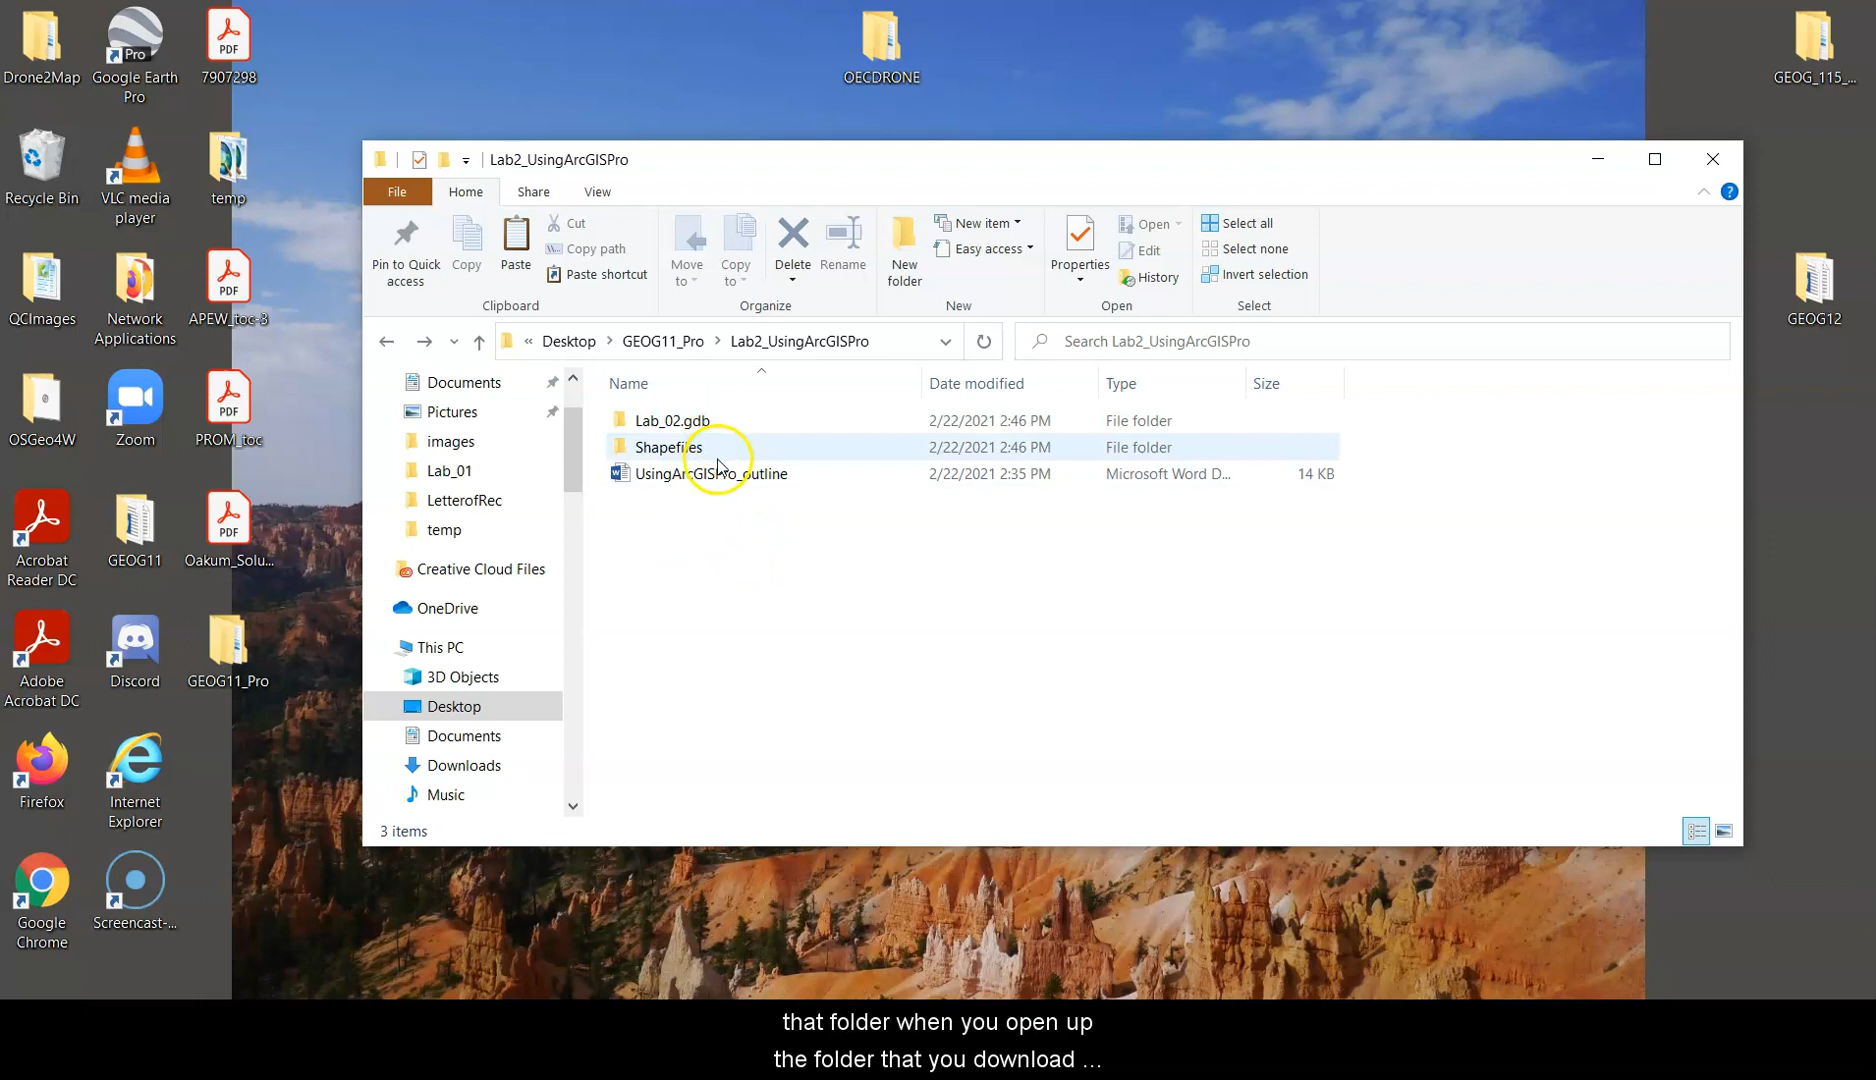 Drone2Map
Google Earth
Pro
7907298
OECDRONE
GEOG_115_...
Recycle Bin
VLC media
player
temp
QCImages
Network
Applications
APEW_toc-3
GEOG12
OSGeo4W
Zoom
PROM_toc
Acrobat
Reader DC
GEOG11
Oakum_Solu...
Adobe
Acrobat DC
Discord
GEOG11_Pro
Firefox
Internet
Explorer
Google
Chrome
Screencast-...
Lab2_UsingArcGISPro
File
Home
Share
View
Pin to Quick
access
Copy
Paste
Cut
Copy path
Paste shortcut
Clipboard
Move
to
Copy
to
Delete
Rename
Organize
New
folder
New item
Easy access
New
Properties
Open
Edit
History
Open
Select all
Select none
Invert selection
Select
« Desktop > GEOG11_Pro > Lab2_UsingArcGISPro
Search Lab2_UsingArcGISPro
Documents
Pictures
images
Lab_01
LetterofRec
temp
Creative Cloud Files
OneDrive
This PC
3D Objects
Desktop
Documents
Downloads
Music
Name Date modified Type Size
Lab_02.gdb 2/22/2021 2:46 PM File folder
Shapefiles 2/22/2021 2:46 PM File folder
UsingArcGISPro_outline 2/22/2021 2:35 PM Microsoft Word D... 14 KB
3 items
that folder when you open up
the folder that you download ...